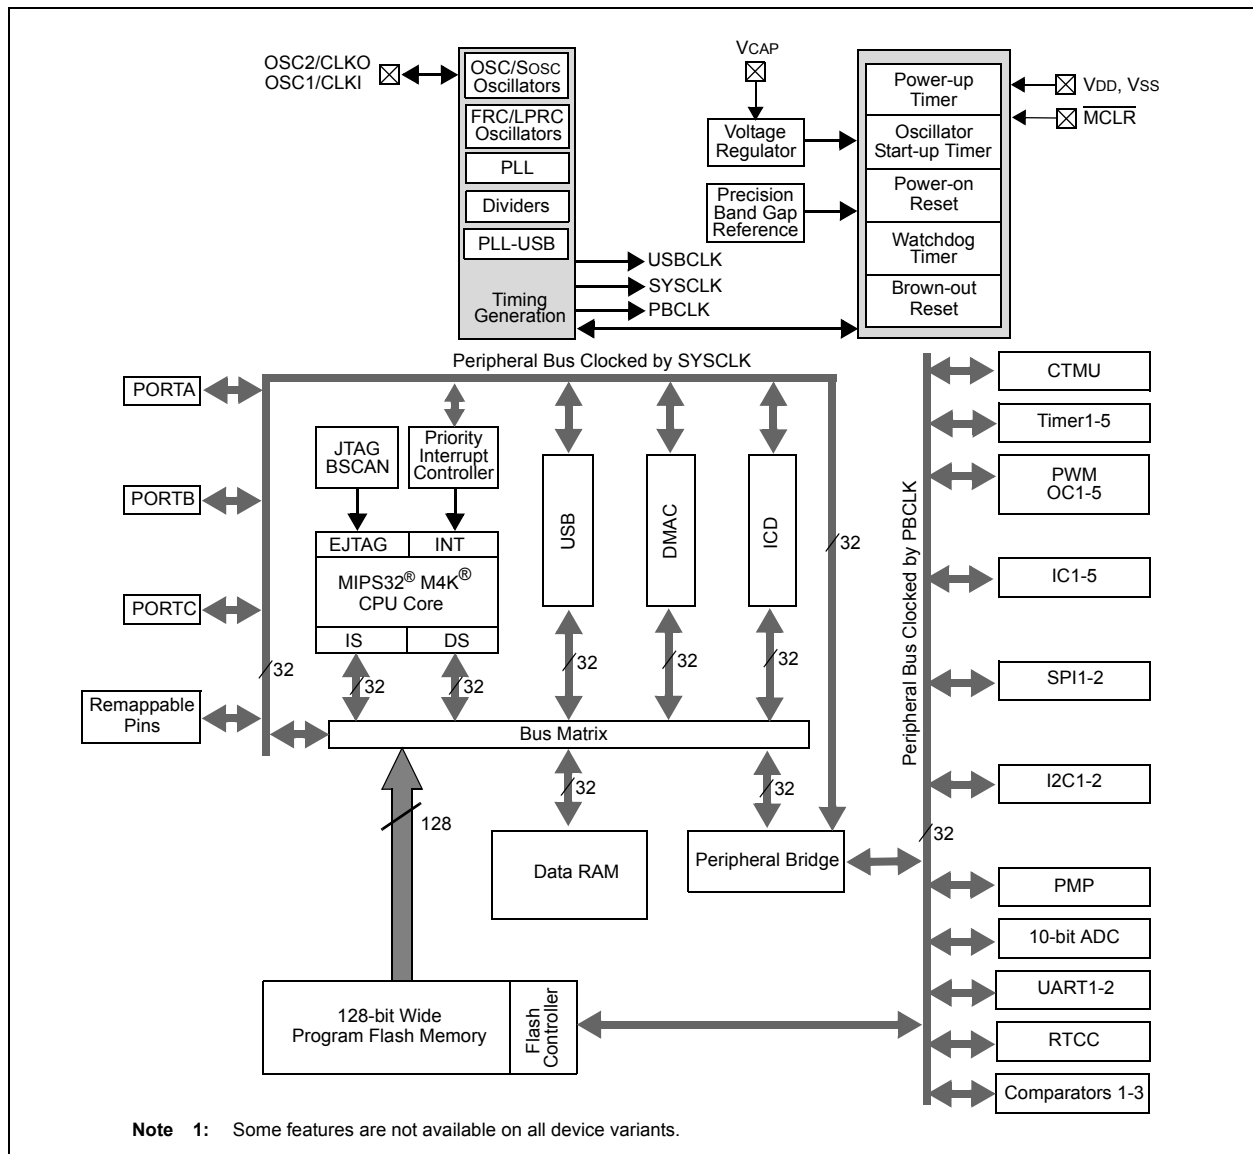 OSC2/CLKO
OSC1/CLKI
OSC/SOSC
Oscillators
FRC/LPRC
Oscillators
PLL
Dividers
PLL-USB
Timing
Generation
USBCLK
SYSCLK
PBCLK
VCAP
Voltage
Regulator
Precision
Band Gap
Reference
Power-up
Timer
Oscillator
Start-up Timer
Power-on
Reset
Watchdog
Timer
Brown-out
Reset
VDD, VSS
MCLR
Peripheral Bus Clocked by SYSCLK
PORTA
PORTB
PORTC
Remappable
Pins
32
JTAG
BSCAN
Priority
Interrupt
Controller
EJTAG
INT
MIPS32® M4K®
CPU Core
IS
DS
32
32
USB
DMAC
ICD
32
32
32
32
Bus Matrix
128
32
32
Data RAM
Peripheral Bridge
128-bit Wide
Program Flash Memory
Flash
Controller
Peripheral Bus Clocked by PBCLK
32
CTMU
Timer1-5
PWM
OC1-5
IC1-5
SPI1-2
I2C1-2
PMP
10-bit ADC
UART1-2
RTCC
Comparators 1-3
Note 1: Some features are not available on all device variants.